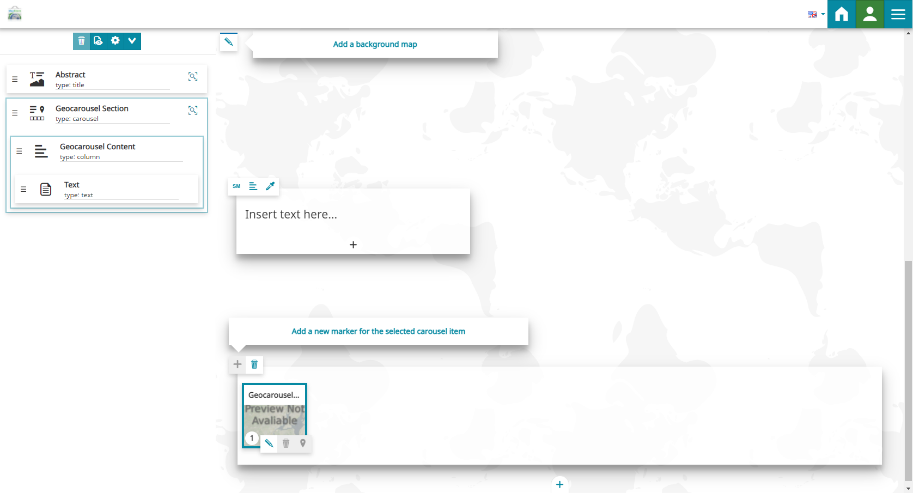 Add a background map
Abstract
type: title
Geocarousel Section
type: carousel
Geocarousel Content
type: column
Text
type: text
SM
Insert text here...
Add a new marker for the selected carousel item
Geocarousel...
Preview Not
Avaliable
1